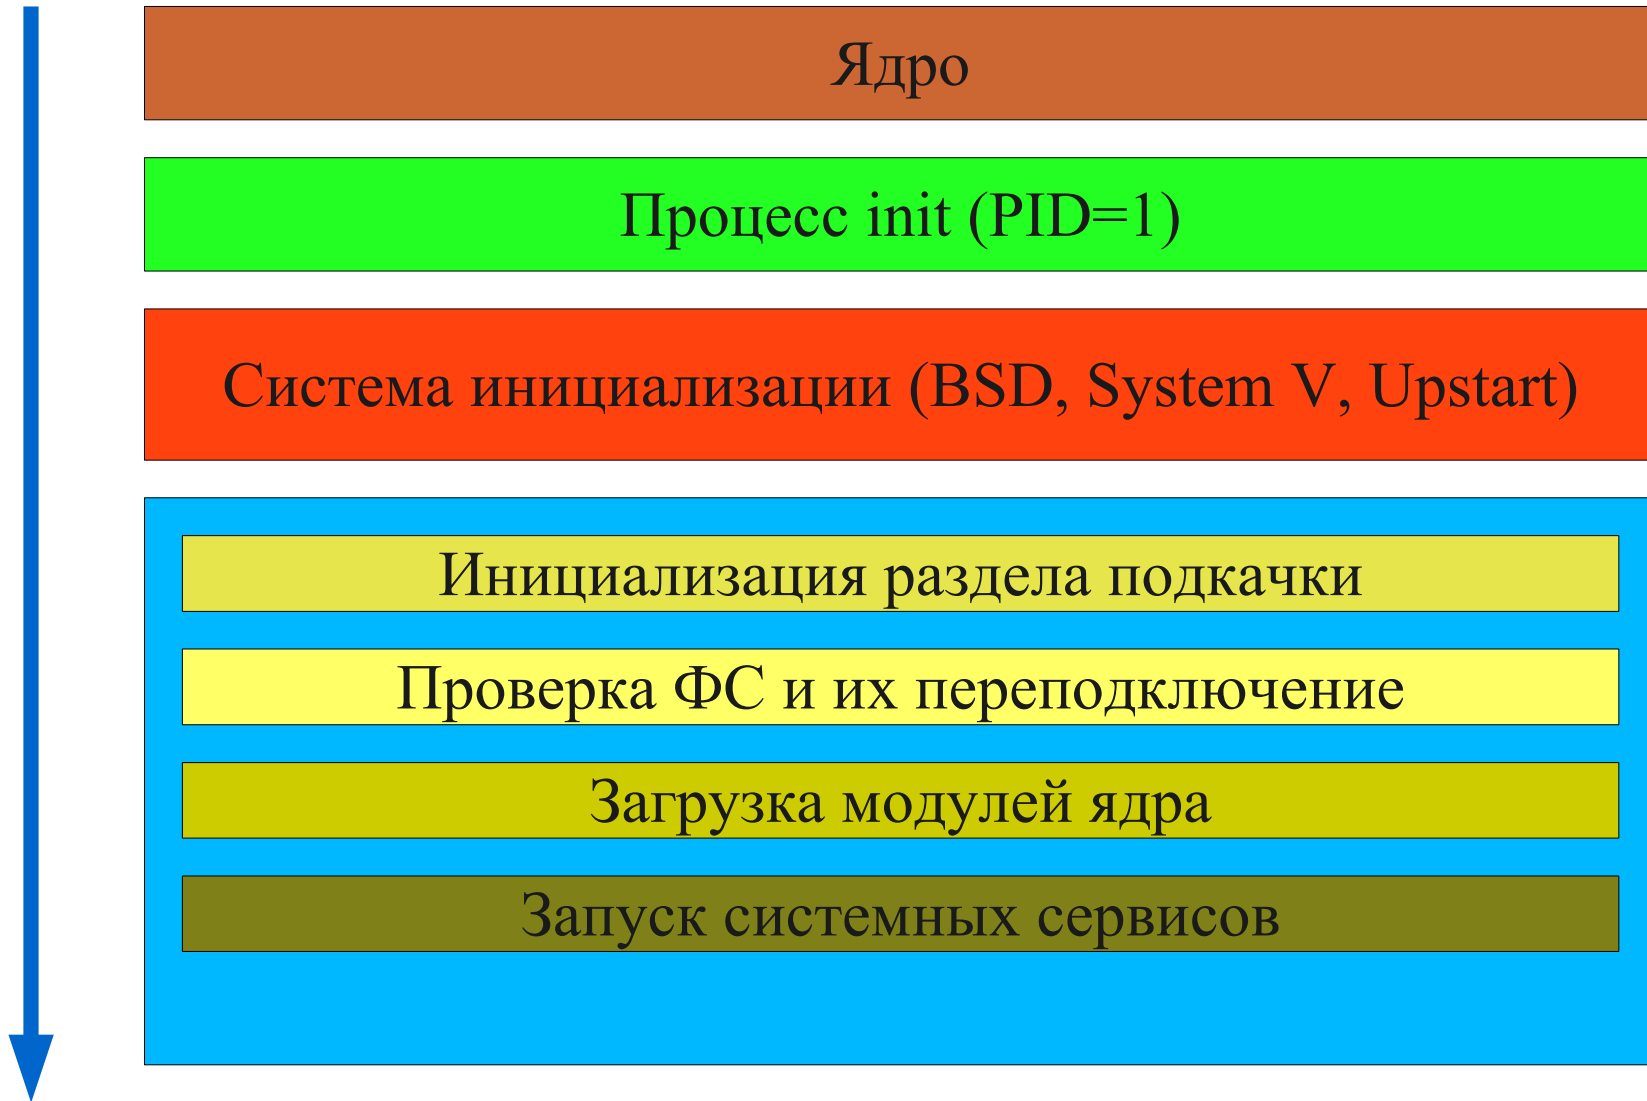 Ядро
Процесс init (PID=1)
Система инициализации (BSD, System V, Upstart)
Инициализация раздела подкачки
Проверка ФС и их переподключение
Загрузка модулей ядра
Запуск системных сервисов